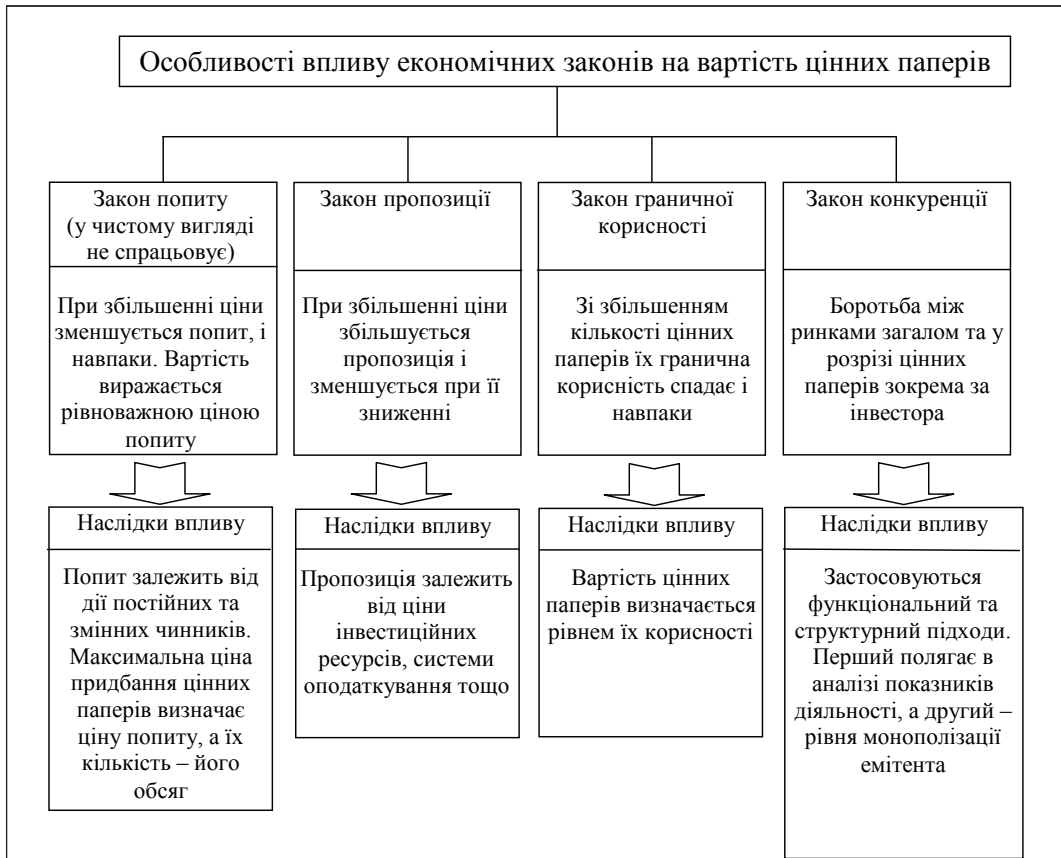 Особливості впливу економічних законів на вартість цінних паперів
Закон попиту
(у чистому вигляді
не спрацьовує)
При збільшенні ціни
зменшується попит, і
навпаки. Вартість
виражається
рівноважною ціною
попиту
Наслідки впливу
Попит залежить від
дії постійних та
змінних чинників.
Максимальна ціна
придбання цінних
паперів визначає
ціну попиту, а їх
кількість – його
обсяг
Закон пропозиції
При збільшенні ціни
збільшується
пропозиція і
зменшується при її
зниженні
Наслідки впливу
Пропозиція залежить
від ціни
інвестиційних
ресурсів, системи
оподаткування тощо
Закон граничної
корисності
Зі збільшенням
кількості цінних
паперів їх гранична
корисність спадає і
навпаки
Наслідки впливу
Вартість цінних
паперів визначається
рівнем їх корисності
Закон конкуренції
Боротьба між
ринками загалом та у
розрізі цінних
паперів зокрема за
інвестора
Наслідки впливу
Застосовуються
функціональний та
структурний підходи.
Перший полягає в
аналізі показників
діяльності, а другий –
рівня монополізації
емітента